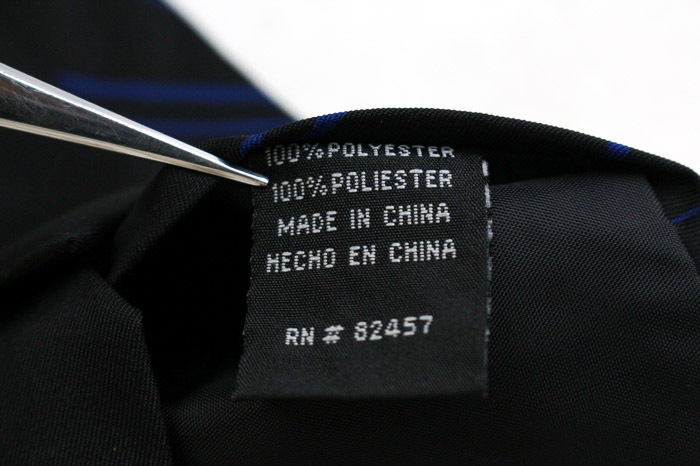 100% POLYESTER
100% POLIESTER
MADE IN CHINA
HECHO EN CHINA
RN # 82457